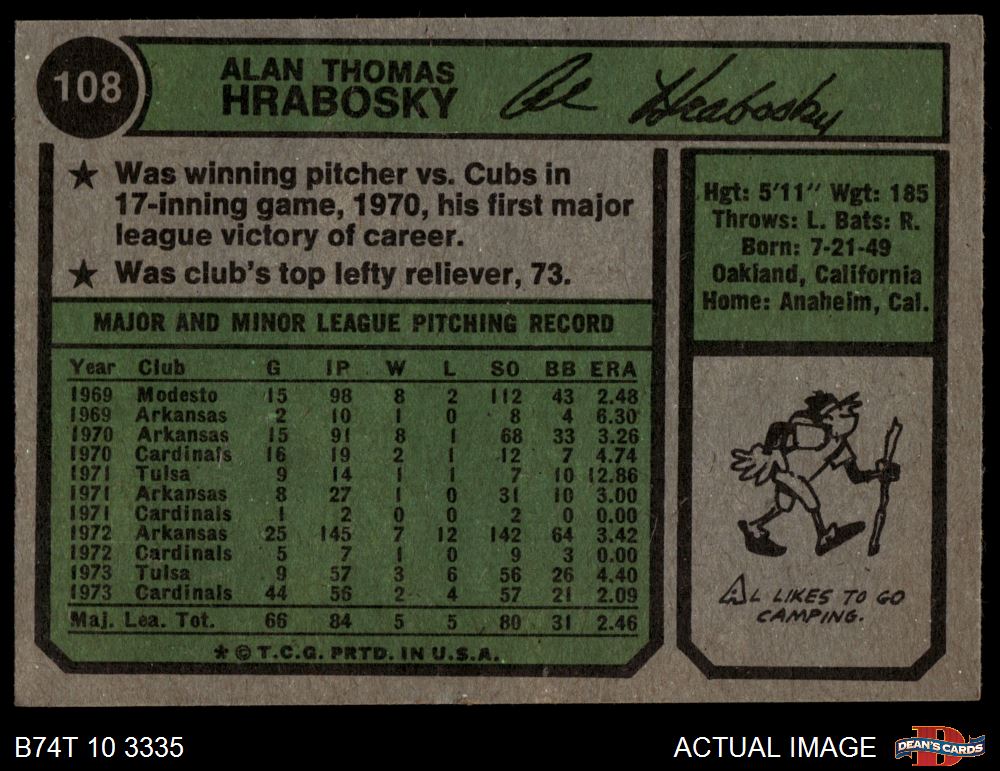 108
ALAN THOMAS
HRABOSKY
Al Hrabosky
★ Was winning pitcher vs. Cubs in
17-inning game, 1970, his first major
league victory of career.
★ Was club's top lefty reliever, 73.
Hgt: 5'11" Wgt: 185
Throws: L. Bats: R.
Born: 7-21-49
Oakland, California
Home: Anaheim, Cal.
MAJOR AND MINOR LEAGUE PITCHING RECORD
Year Club G IP W L SO BB ERA
1969 Modesto 15 98 8 2 112 43 2.48
1969 Arkansas 2 10 1 0 8 4 6.30
1970 Arkansas 15 91 8 1 68 33 3.26
1970 Cardinals 16 19 2 1 12 7 4.74
1971 Tulsa 9 14 1 1 7 10 12.86
1971 Arkansas 8 27 1 0 31 10 3.00
1971 Cardinals 1 2 0 0 2 0 0.00
1972 Arkansas 25 145 7 12 142 64 3.42
1972 Cardinals 5 7 1 0 9 3 0.00
1973 Tulsa 9 57 3 6 56 26 4.40
1973 Cardinals 44 56 2 4 57 21 2.09
Maj. Lea. Tot. 66 84 5 5 80 31 2.46
* © T.C.G. PRTD. IN U.S.A.
AL LIKES TO GO
CAMPING.
B74T 10 3335
ACTUAL IMAGE
DEAN'S CARDS